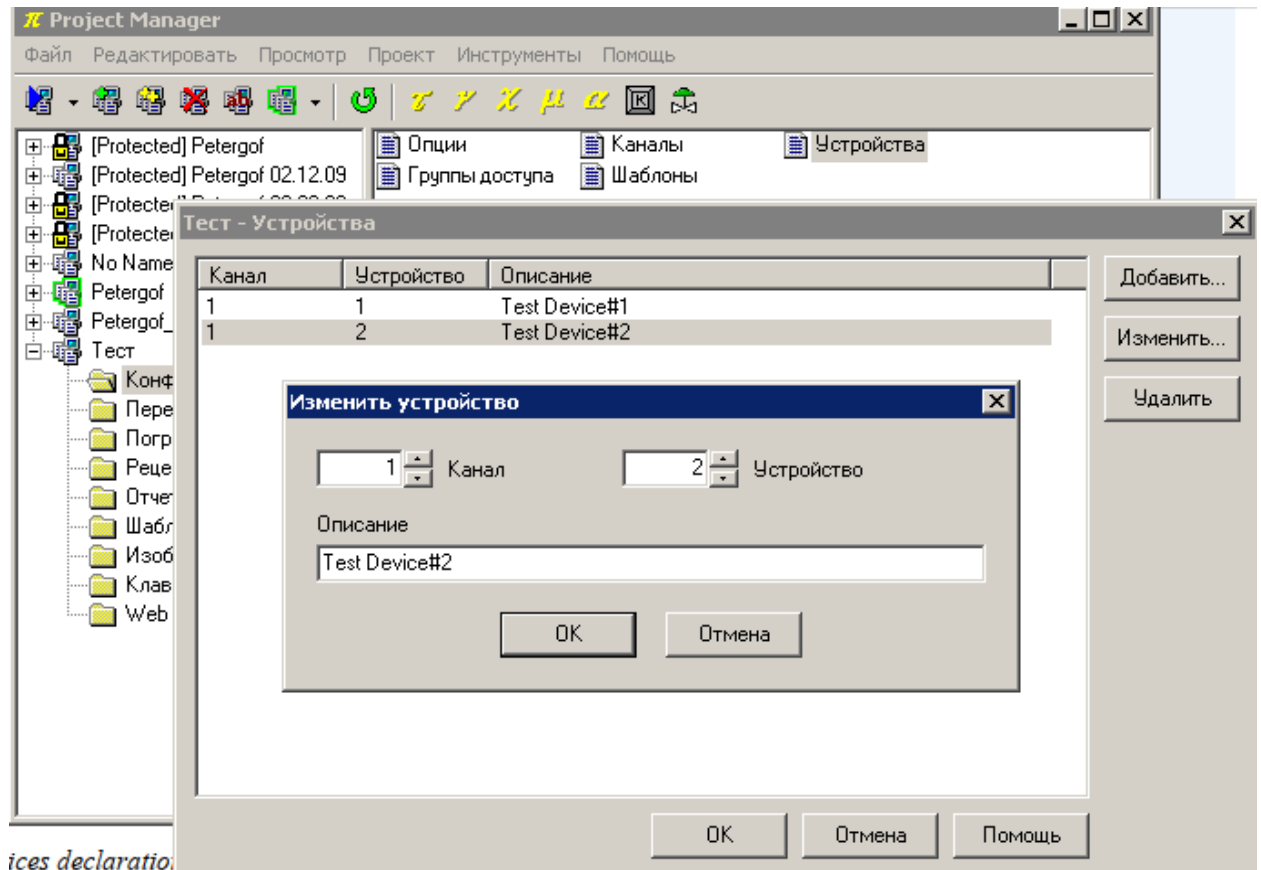 π Project Manager
Файл Редактировать Просмотр Проект Инструменты Помощь
[Protected] Petergof
[Protected] Petergof 02.12.09
[Protected]
No Name
Petergof
Petergof_
Тест
Web
Опции Каналы Устройства
Группы доступа Шаблоны
Тест - Устройства
Канал Устройство Описание
1 1 Test Device#1
1 2 Test Device#2
Добавить...
Изменить...
Удалить
Изменить устройство
1 Канал 2 Устройство
Описание
Test Device#2
OK Отмена
OK Отмена Помощь